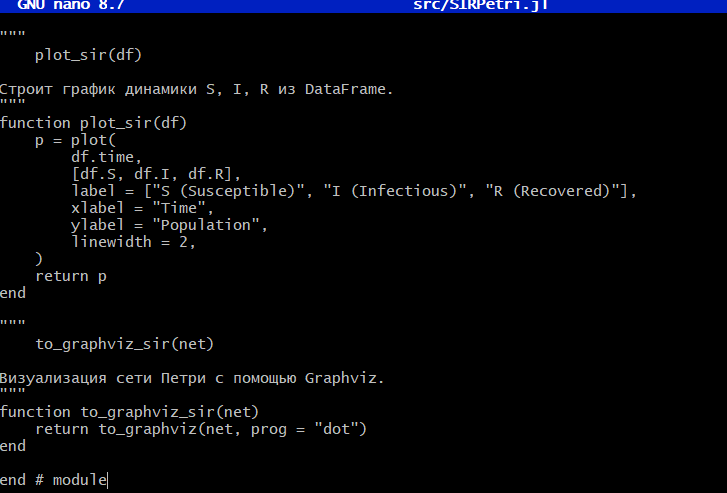 GNU nano 8.7 src/SIRPetri.jl
"""
    plot_sir(df)

Строит график динамики S, I, R из DataFrame.
"""
function plot_sir(df)
    p = plot(
        df.time,
        [df.S, df.I, df.R],
        label = ["S (Susceptible)", "I (Infectious)", "R (Recovered)"],
        xlabel = "Time",
        ylabel = "Population",
        linewidth = 2,
    )
    return p
end

"""
    to_graphviz_sir(net)

Визуализация сети Петри с помощью Graphviz.
"""
function to_graphviz_sir(net)
    return to_graphviz(net, prog = "dot")
end

end # module